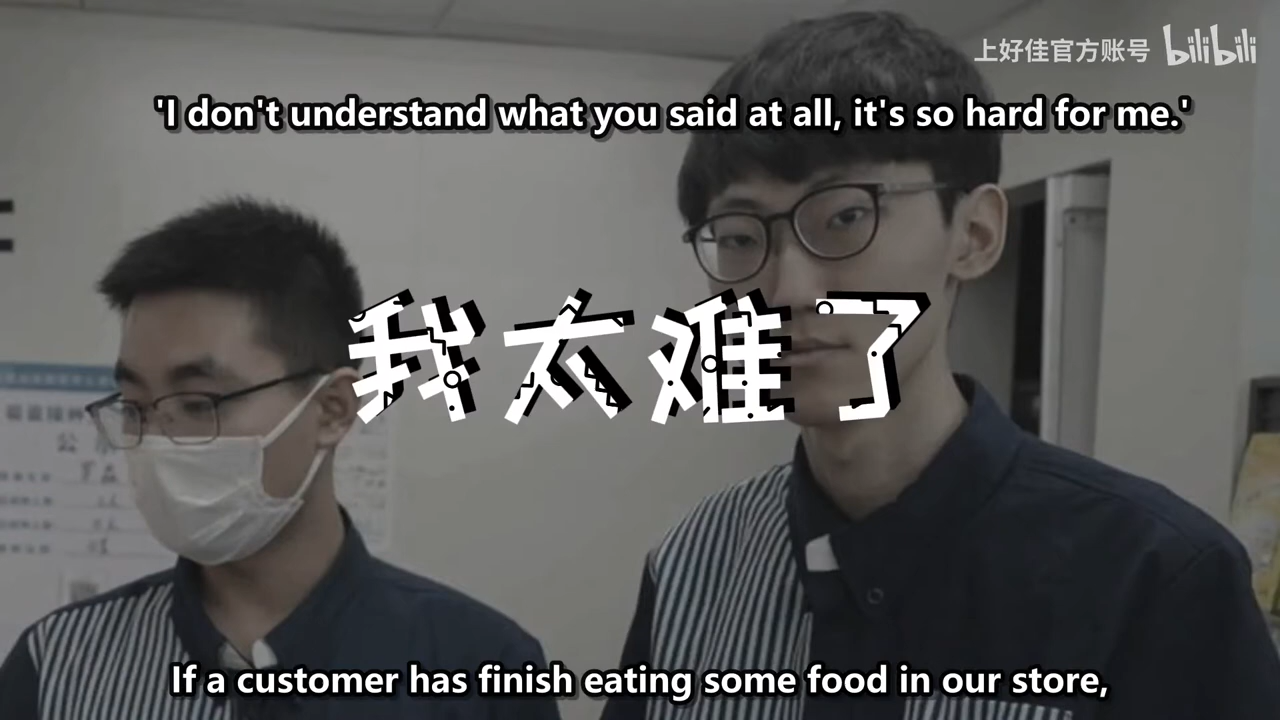 上好佳官方账号 bilibili
'I don't understand what you said at all, it's so hard for me.'
我太难了
If a customer has finish eating some food in our store,